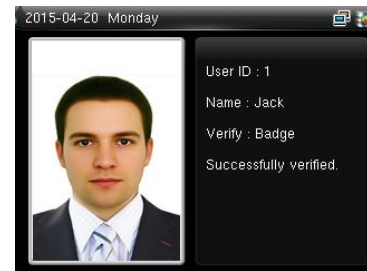 2015-04-20 Monday
User ID : 1
Name : Jack
Verify : Badge
Successfully verified.